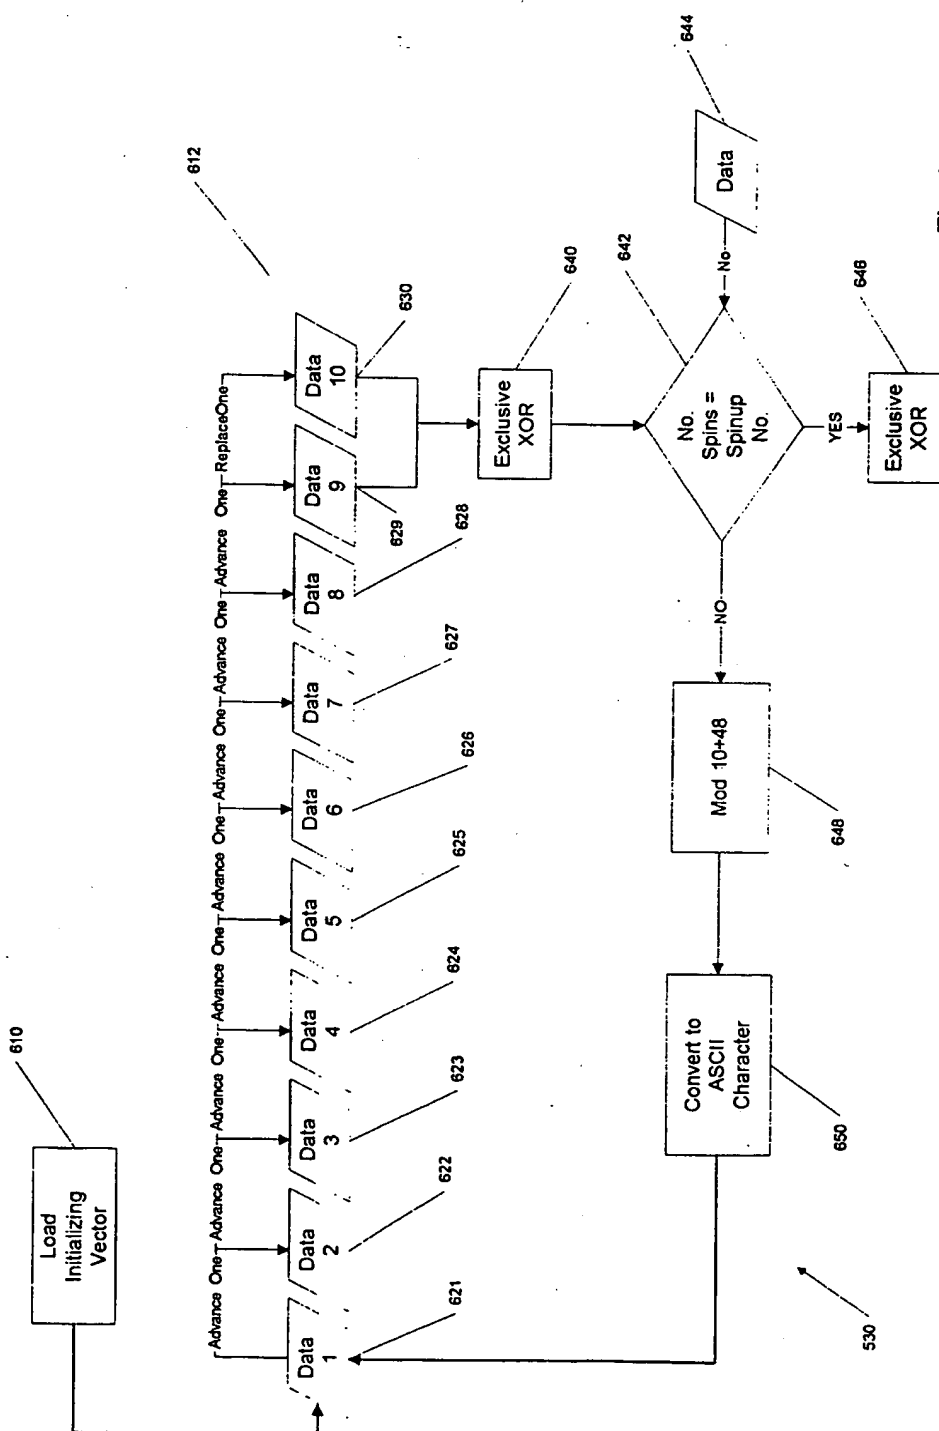 610
Load
Initializing
Vector
612
Advance One
Advance One
Advance One
Advance One
Advance One
Advance One
Advance One
Advance One
ReplaceOne
Data
1
Data
2
Data
3
Data
4
Data
5
Data
6
Data
7
Data
8
Data
9
Data
10
621
622
623
624
625
626
627
628
629
630
Exclusive
XOR
640
No.
Spins =
Spinup
No.
642
No
Data
644
YES
Exclusive
XOR
646
NO
Mod 10+48
648
Convert to
ASCII
Character
650
530